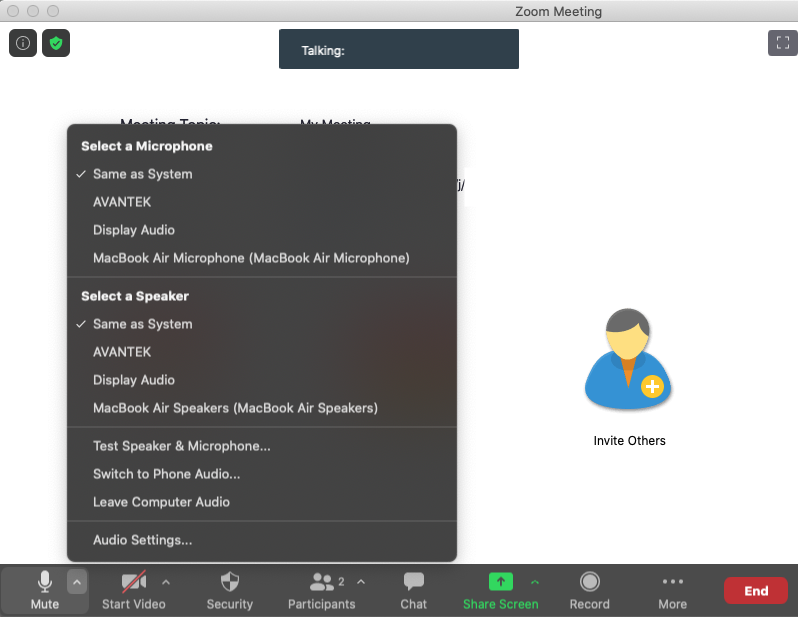 Zoom Meeting
Talking:
Meeting Topic: My Meeting
/j/
Select a Microphone
✓ Same as System
AVANTEK
Display Audio
MacBook Air Microphone (MacBook Air Microphone)
Select a Speaker
✓ Same as System
AVANTEK
Display Audio
MacBook Air Speakers (MacBook Air Speakers)
Test Speaker & Microphone...
Switch to Phone Audio...
Leave Computer Audio
Audio Settings...
Invite Others
2
Mute Start Video Security Participants Chat Share Screen Record More End